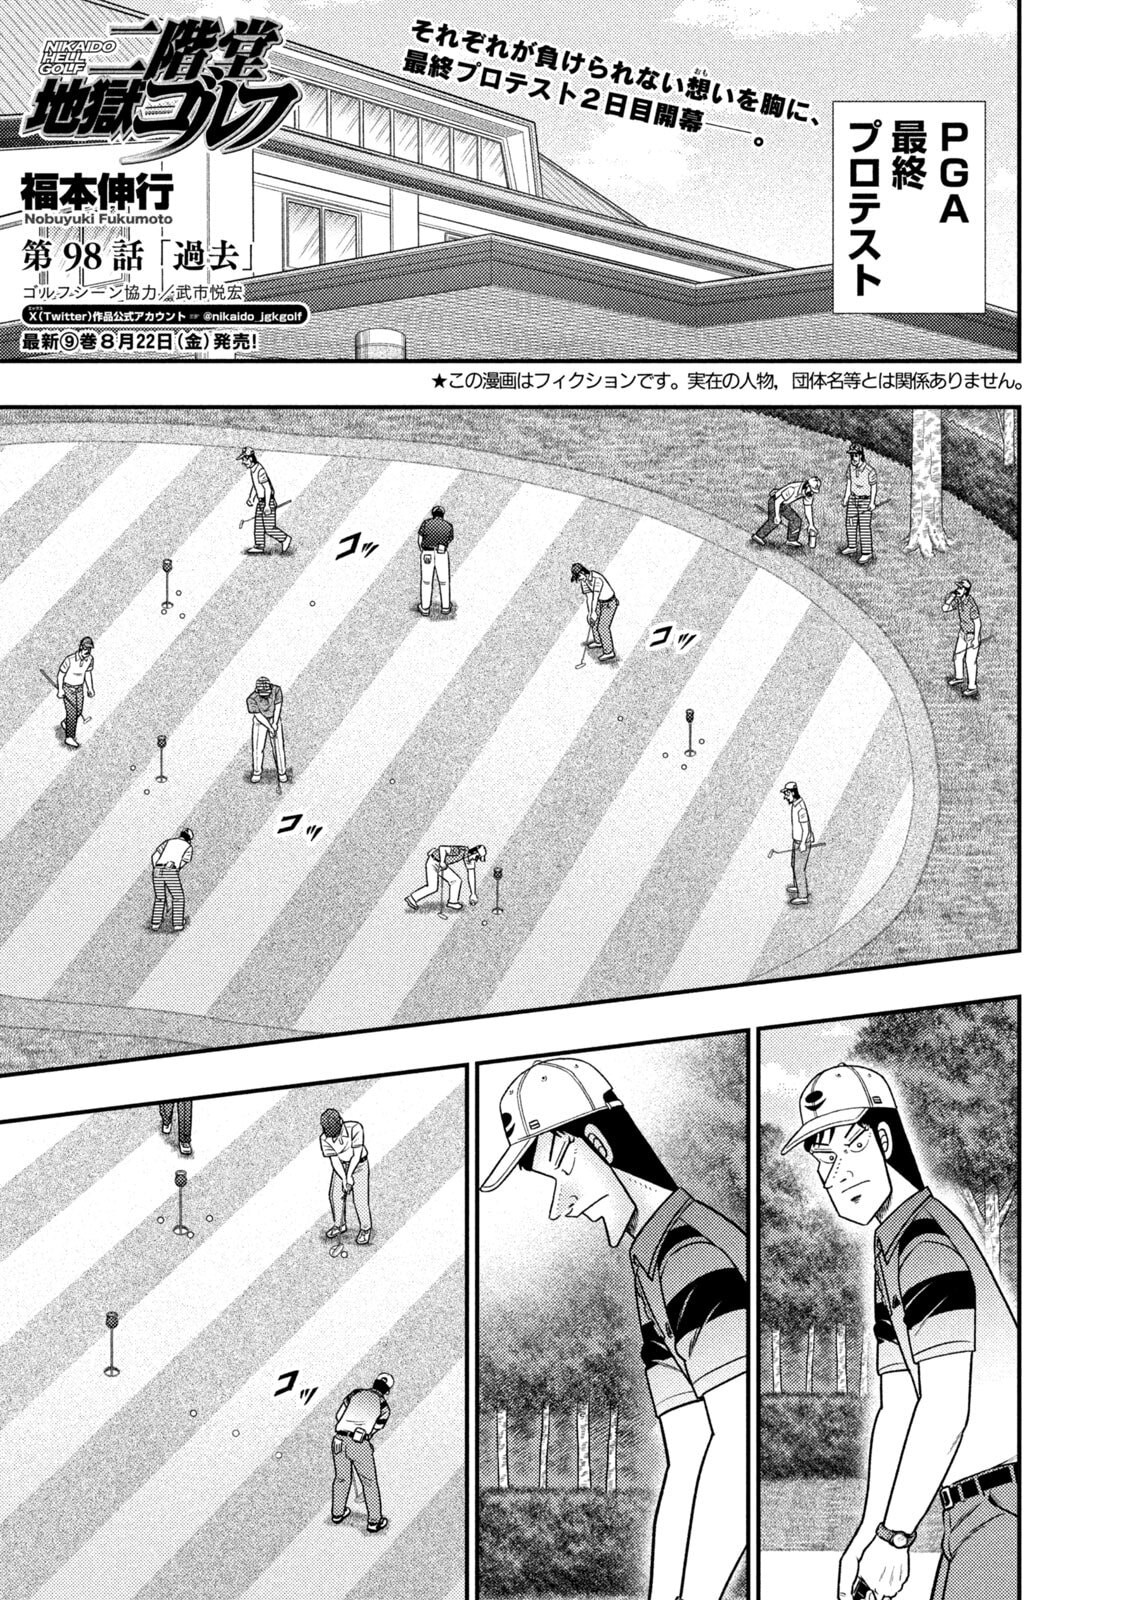 NIKAIDO
HELL
GOLF
二階堂
地獄ゴルフ
福本伸行
Nobuyuki Fukumoto
第98話「過去」
ゴルフシーン協力／武市悦宏
X(Twitter)作品公式アカウント ☞ @nikaido_jgkgolf
最新⑨巻8月22日(金)発売!
それぞれが負けられない想いを胸に、
最終プロテスト2日目開幕――。
PGA
最終
プロテスト
★この漫画はフィクションです。実在の人物，団体名等とは関係ありません。
コッ
コッ
コッ
コッ